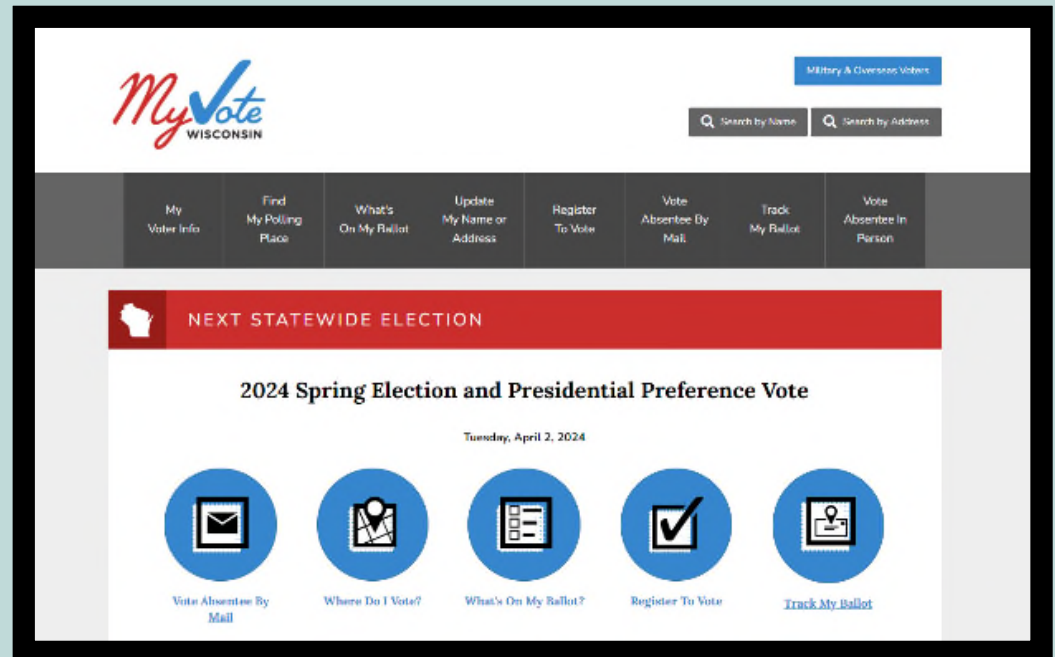 MyVote
WISCONSIN
Military & Overseas Voters
Search by Name
Search by Address
My
Voter Info
Find
My Polling
Place
What's
On My Ballot
Update
My Name or
Address
Register
To Vote
Vote
Absentee By
Mail
Track
My Ballot
Vote
Absentee In
Person
NEXT STATEWIDE ELECTION
2024 Spring Election and Presidential Preference Vote
Tuesday, April 2, 2024
Vote Absentee By
Mail
Where Do I Vote?
What's On My Ballot?
Register To Vote
Track My Ballot